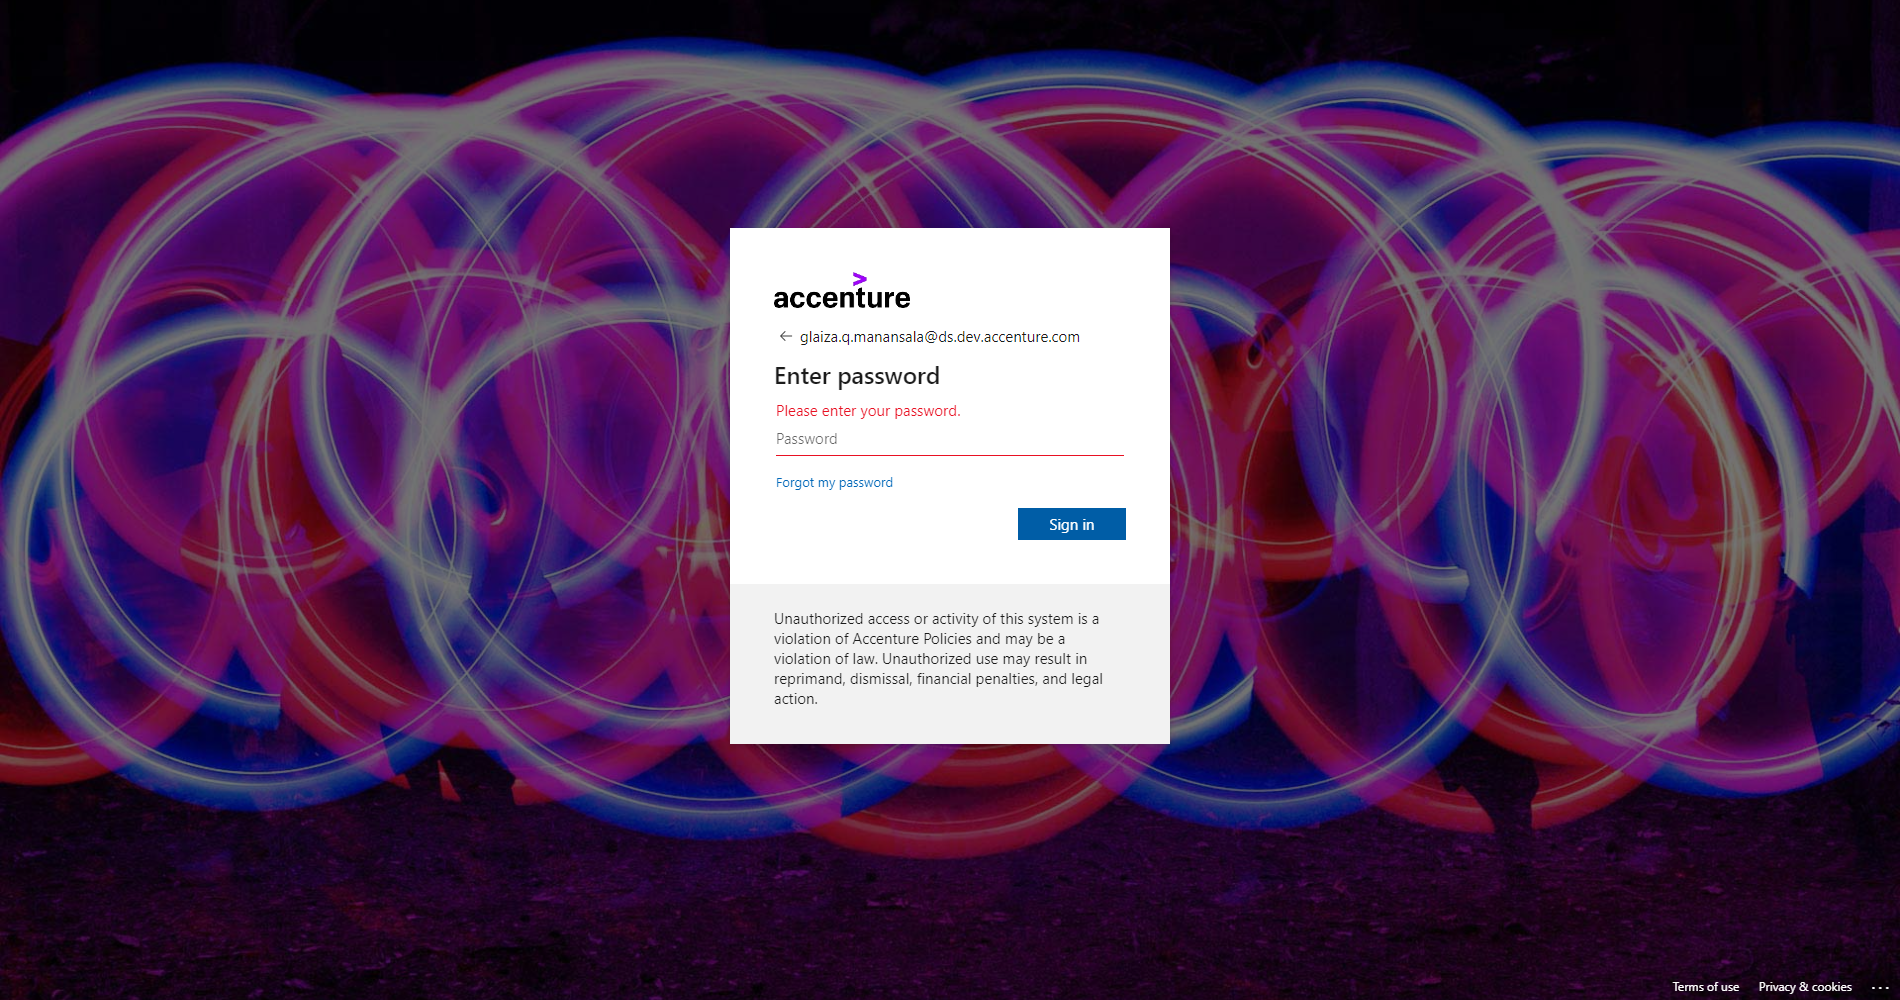 accenture
glaiza.q.manansala@ds.dev.accenture.com
Enter password
Please enter your password.
Password
Forgot my password
Sign in
Unauthorized access or activity of this system is a
violation of Accenture Policies and may be a
violation of law. Unauthorized use may result in
reprimand, dismissal, financial penalties, and legal
action.
Terms of use Privacy & cookies ...